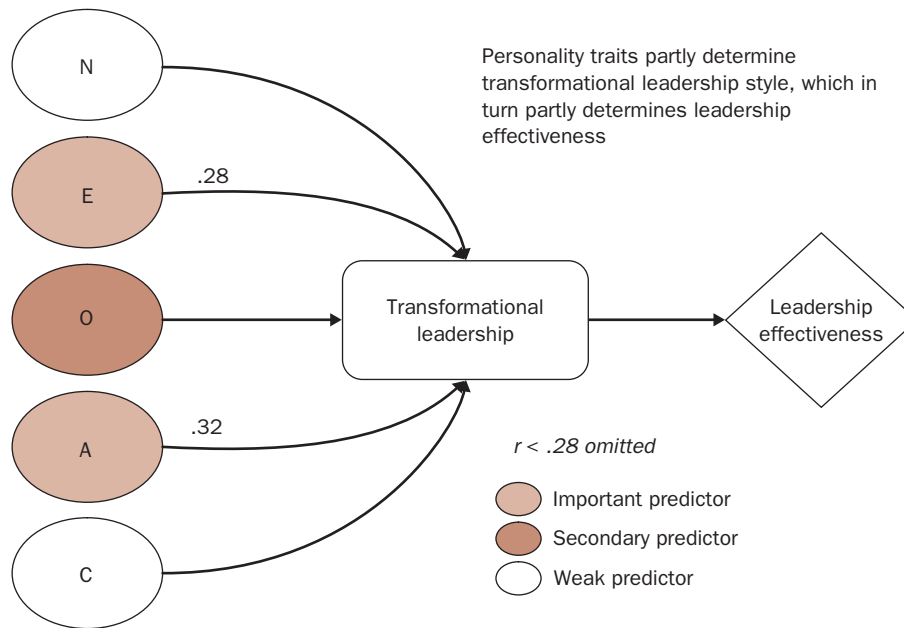 N
Personality traits partly determine
transformational leadership style, which in
turn partly determines leadership
effectiveness
E
.28
O
Transformational
leadership
Leadership
effectiveness
A
.32
r < .28 omitted
Important predictor
Secondary predictor
C
Weak predictor